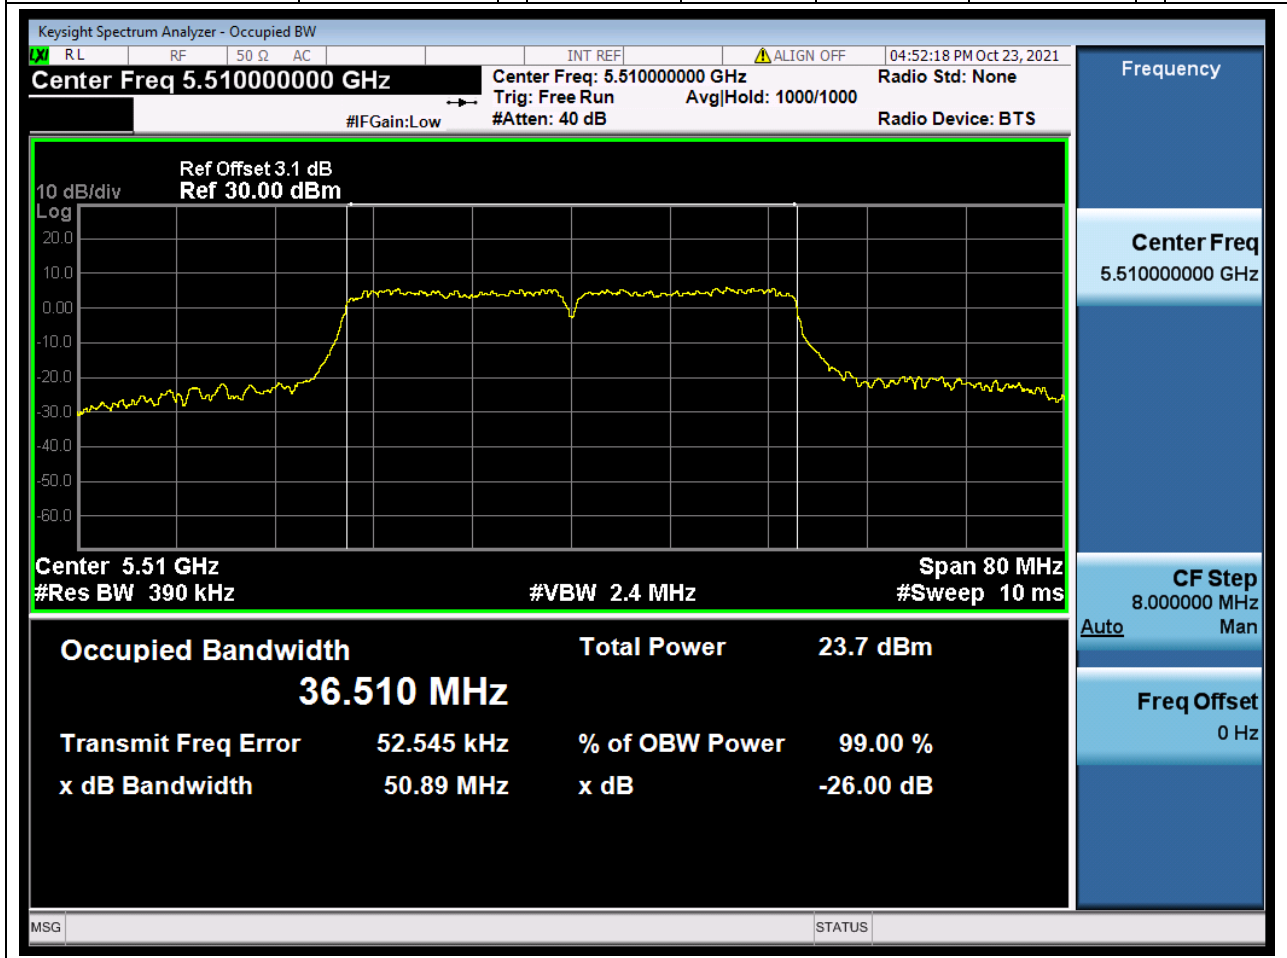 Keysight Spectrum Analyzer - Occupied BW
LXI RL RF 50 Ω AC INT REF ALIGN OFF 04:52:18 PM Oct 23, 2021
Center Freq 5.510000000 GHz
Center Freq: 5.510000000 GHz
Radio Std: None
Trig: Free Run Avg|Hold: 1000/1000
#IFGain:Low
#Atten: 40 dB
Radio Device: BTS
Ref Offset 3.1 dB
10 dB/div Ref 30.00 dBm
Log
20.0
10.0
0.00
-10.0
-20.0
-30.0
-40.0
-50.0
-60.0
Center 5.51 GHz
Span 80 MHz
#Res BW 390 kHz
#VBW 2.4 MHz
#Sweep 10 ms
Occupied Bandwidth
Total Power 23.7 dBm
36.510 MHz
Transmit Freq Error 52.545 kHz
% of OBW Power 99.00 %
x dB Bandwidth 50.89 MHz
x dB -26.00 dB
MSG
STATUS
Frequency
Center Freq
5.510000000 GHz
CF Step
8.000000 MHz
Auto Man
Freq Offset
0 Hz